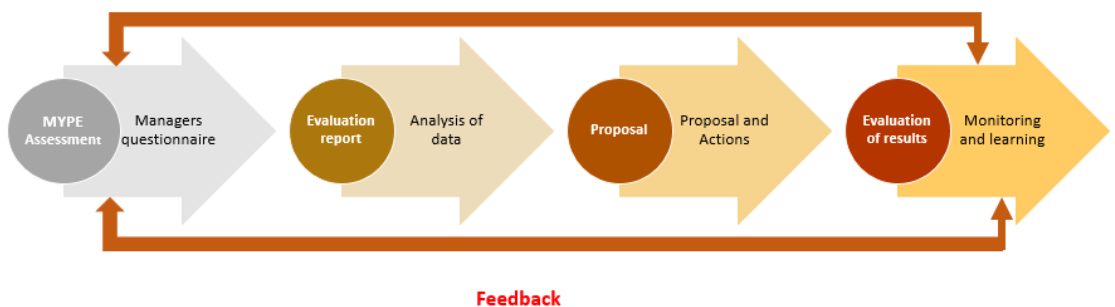 MYPE
Assessment
Managers
questionnaire
Evaluation
report
Analysis of
data
Proposal
Proposal and
Actions
Evaluation
of results
Monitoring
and learning
Feedback